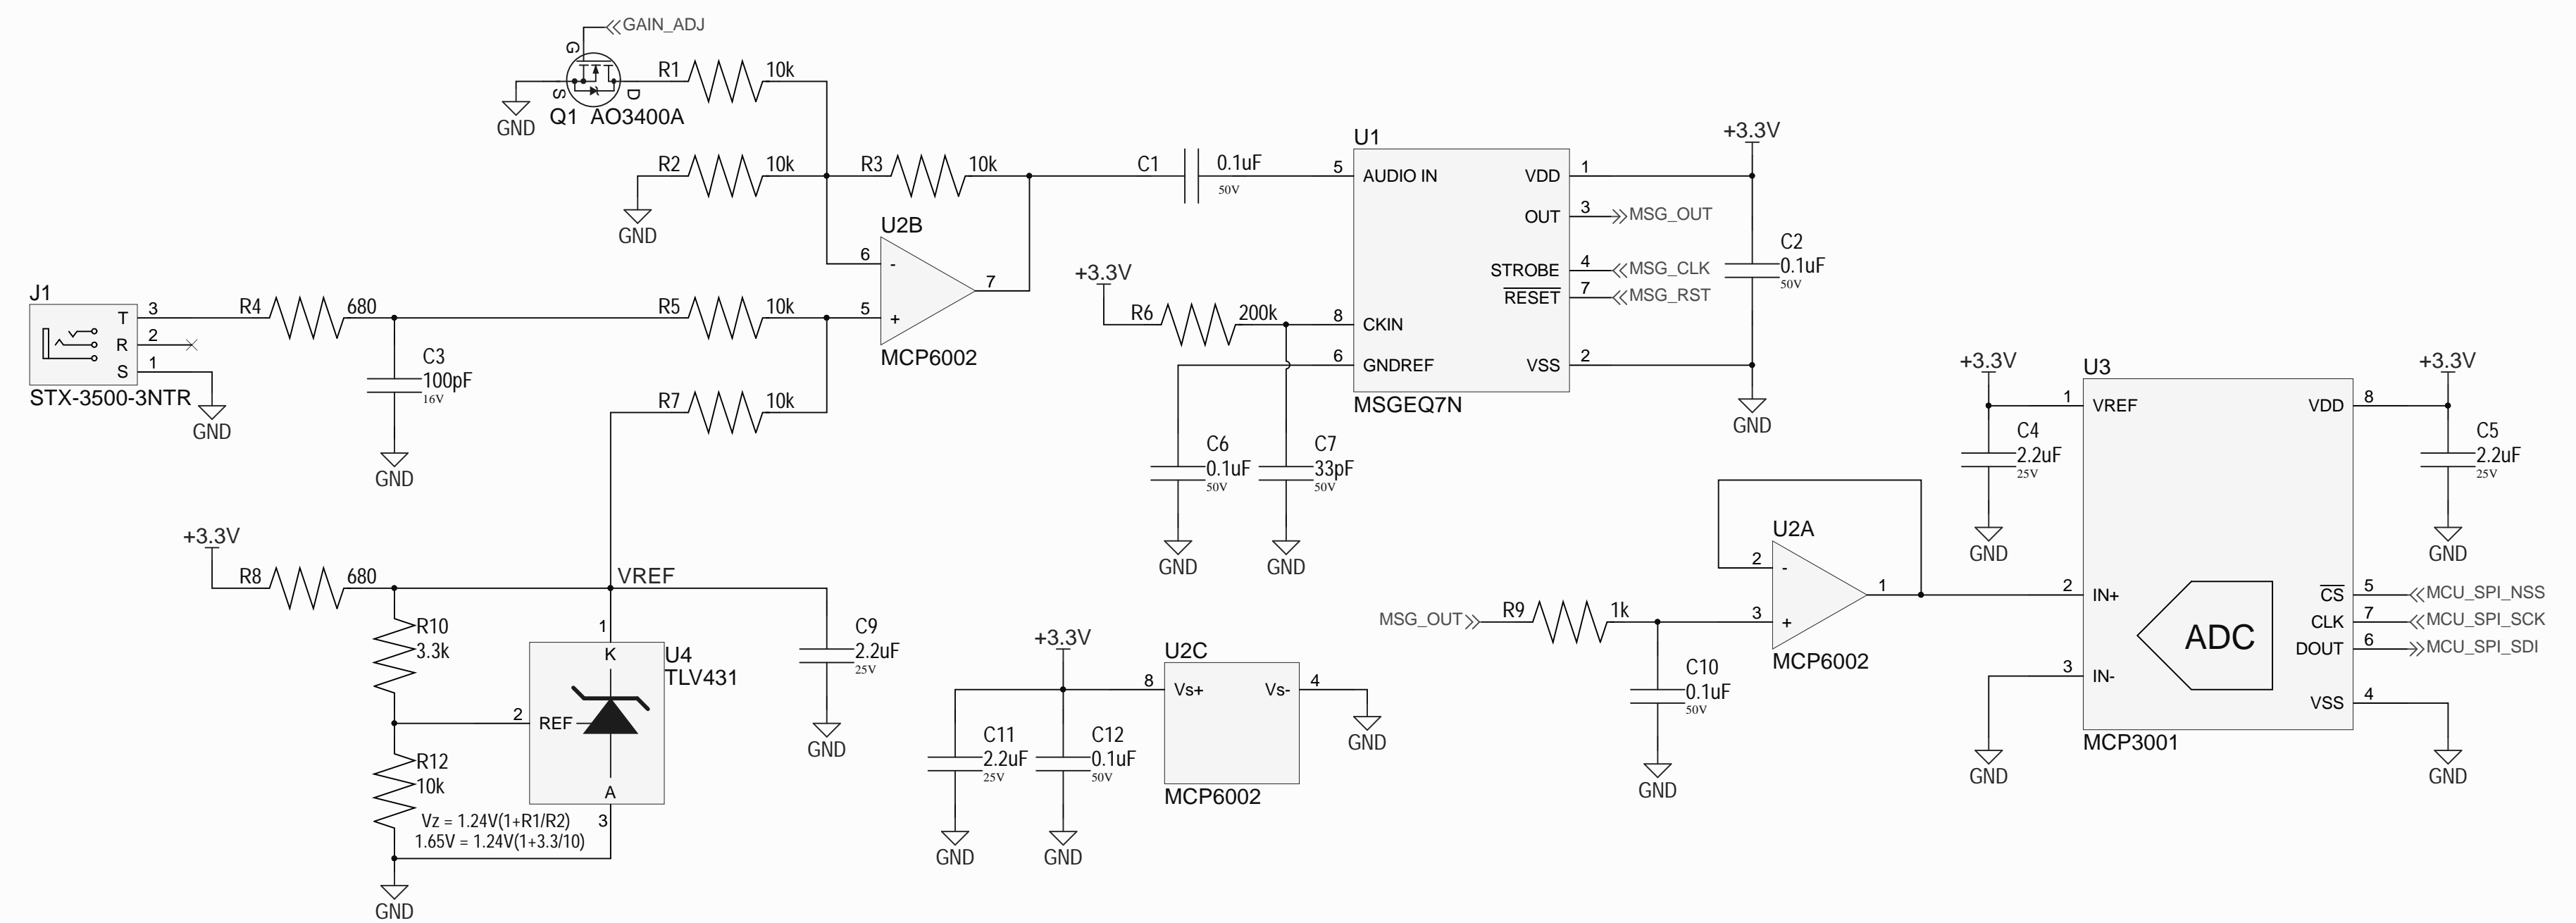 GAIN_ADJ
G
S
D
GND
Q1 AO3400A
R1 10k
R2 10k
GND
R3 10k
C1 0.1uF
50V
U2B
6 -
5 +
7
MCP6002
J1
T 3
R 2
S 1
STX-3500-3NTR
GND
R4 680
C3
100pF
16V
GND
R5 10k
R7 10k
U1
5 AUDIO IN
8 CKIN
6 GNDREF
VDD 1
OUT 3 MSG_OUT
STROBE 4 MSG_CLK
RESET 7 MSG_RST
VSS 2
MSGEQ7N
+3.3V
C2
0.1uF
50V
GND
+3.3V
R6 200k
C6
0.1uF
50V
GND
C7
33pF
50V
GND
+3.3V
R8 680
VREF
R10
3.3k
R12
10k
1
K
2 REF
A
3
U4
TLV431
Vz = 1.24V(1+R1/R2)
1.65V = 1.24V(1+3.3/10)
GND
C9
2.2uF
25V
GND
+3.3V
C11
2.2uF
25V
GND
C12
0.1uF
50V
GND
U2C
8 Vs+
Vs- 4
MCP6002
GND
MSG_OUT
R9 1k
C10
0.1uF
50V
GND
U2A
2 -
3 +
1
MCP6002
+3.3V
C4
2.2uF
25V
GND
U3
1 VREF
2 IN+
3 IN-
ADC
VDD 8
CS 5 MCU_SPI_NSS
CLK 7 MCU_SPI_SCK
DOUT 6 MCU_SPI_SDI
VSS 4
MCP3001
GND
+3.3V
C5
2.2uF
25V
GND
GND